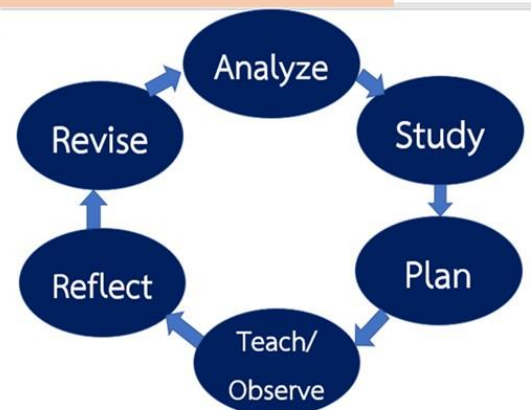 Analyze
Study
Plan
Teach/
Observe
Reflect
Revise